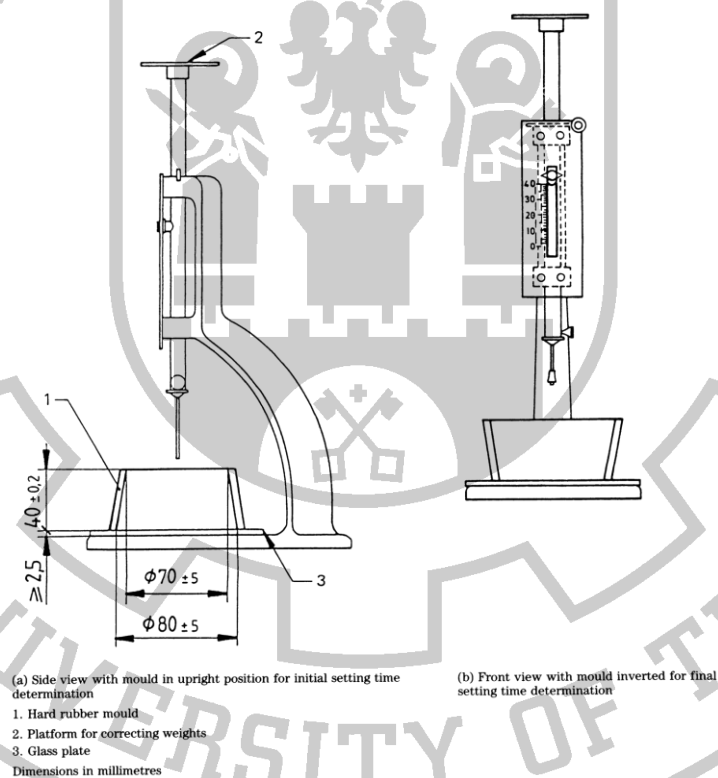 2
1
40 ±0,2
≥2,5
Φ70 ±5
Φ80 ±5
3
40
30
20
10
0
(a) Side view with mould in upright position for initial setting time
determination
1. Hard rubber mould
2. Platform for correcting weights
3. Glass plate
Dimensions in millimetres
(b) Front view with mould inverted for final
setting time determination